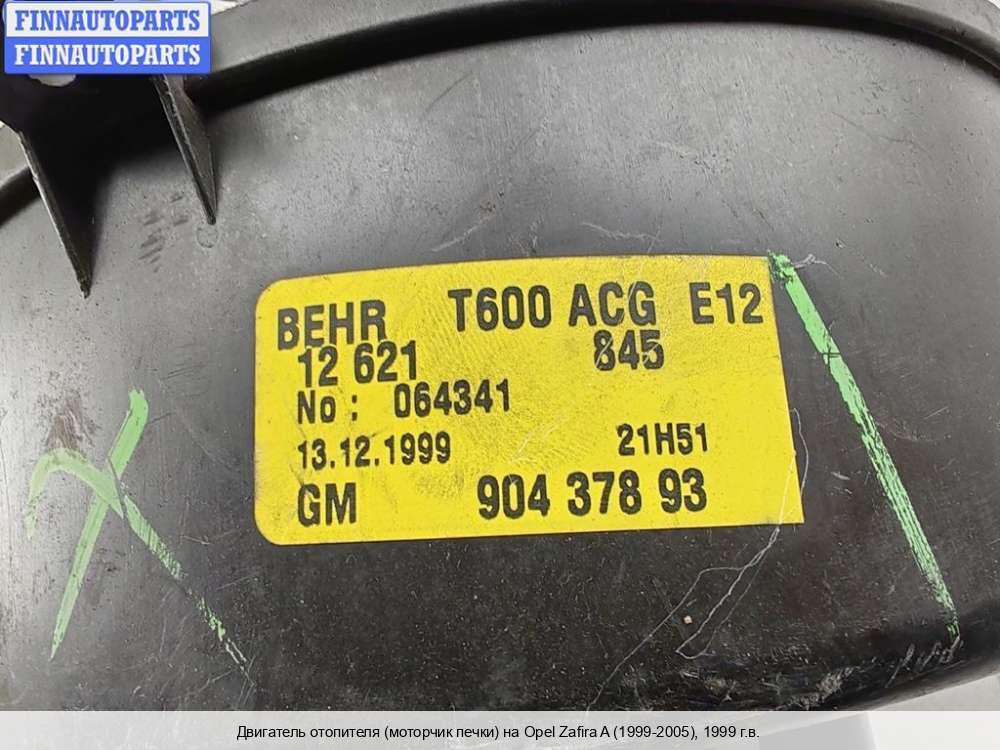 FINNAUTOPARTS
FINNAUTOPARTS
BEHR T600 ACG E12
12 621 845
No : 064341
13.12.1999 21H51
GM 904 378 93
Двигатель отопителя (моторчик печки) на Opel Zafira A (1999-2005), 1999 г.в.